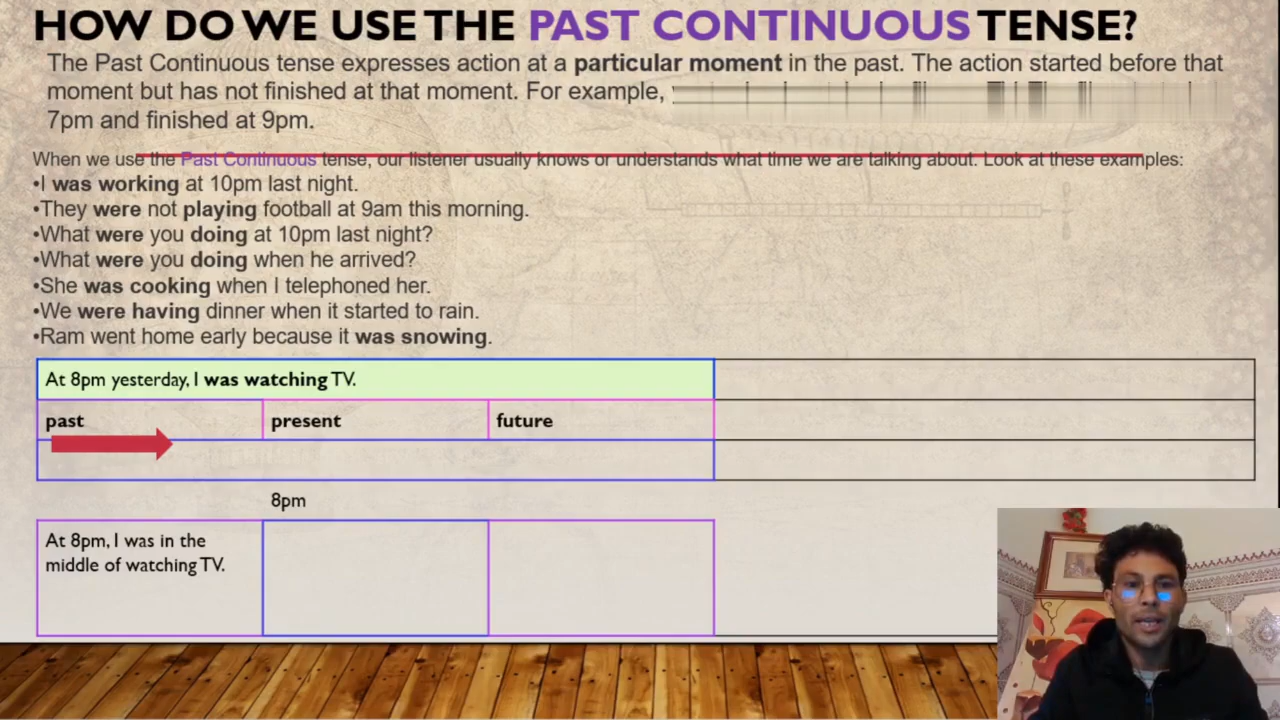 HOW DO WE USE THE PAST CONTINUOUS TENSE?
The Past Continuous tense expresses action at a particular moment in the past. The action started before that
moment but has not finished at that moment. For example,
7pm and finished at 9pm.
When we use the Past Continuous tense, our listener usually knows or understands what time we are talking about. Look at these examples:
•I was working at 10pm last night.
•They were not playing football at 9am this morning.
•What were you doing at 10pm last night?
•What were you doing when he arrived?
•She was cooking when I telephoned her.
•We were having dinner when it started to rain.
•Ram went home early because it was snowing.
At 8pm yesterday, I was watching TV.
past present future
8pm
At 8pm, I was in the
middle of watching TV.